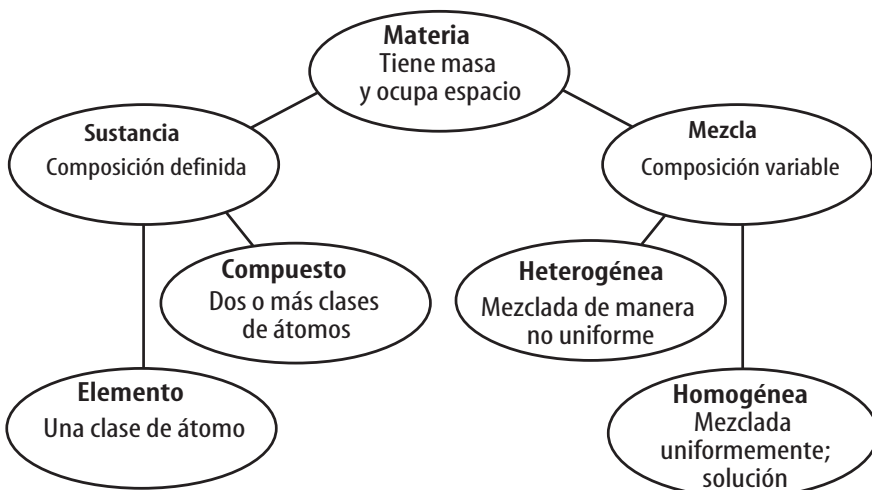 Materia
Tiene masa
y ocupa espacio
Sustancia
Composición definida
Mezcla
Composición variable
Compuesto
Dos o más clases
de átomos
Heterogénea
Mezclada de manera
no uniforme
Elemento
Una clase de átomo
Homogénea
Mezclada
uniformemente;
solución